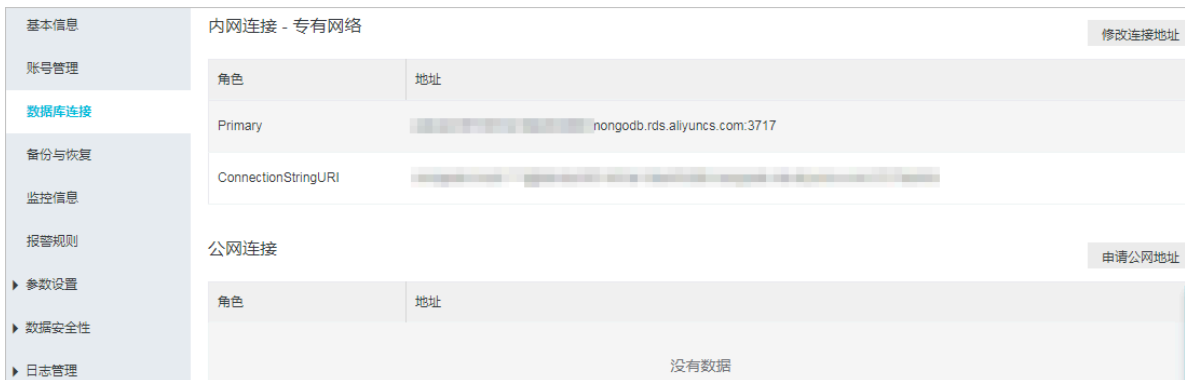 基本信息
账号管理
数据库连接
备份与恢复
监控信息
报警规则
参数设置
数据安全性
日志管理
内网连接 - 专有网络
修改连接地址
角色 地址
Primary nongodb.rds.aliyuncs.com:3717
ConnectionStringURI
公网连接
申请公网地址
角色 地址
没有数据